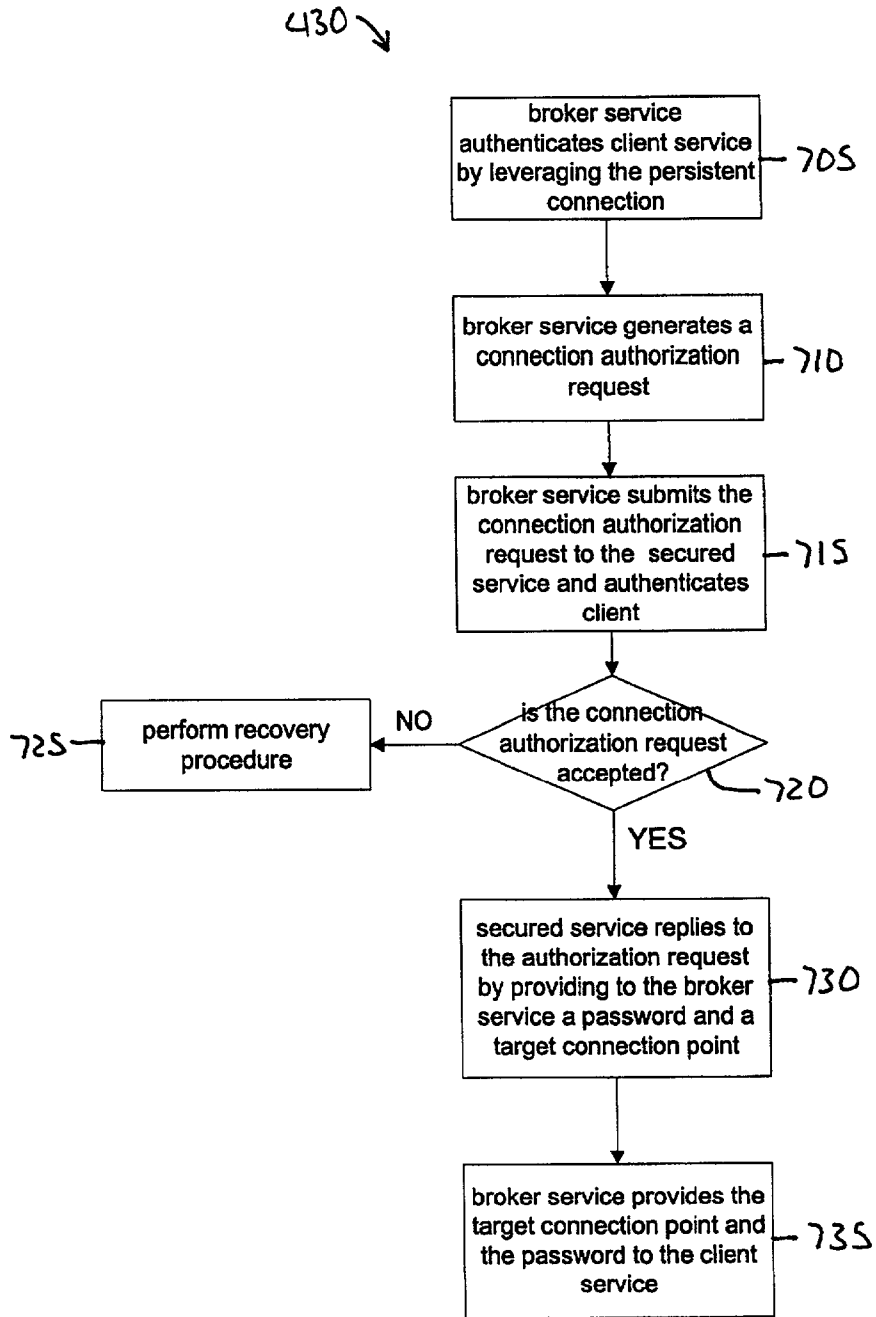 430
broker service
authenticates client service
by leveraging the persistent
connection
705
broker service generates a
connection authorization
request
710
broker service submits the
connection authorization
request to the secured
service and authenticates
client
715
is the connection
authorization request
accepted?
720
NO
perform recovery
procedure
725
YES
secured service replies to
the authorization request
by providing to the broker
service a password and a
target connection point
730
broker service provides the
target connection point and
the password to the client
service
735